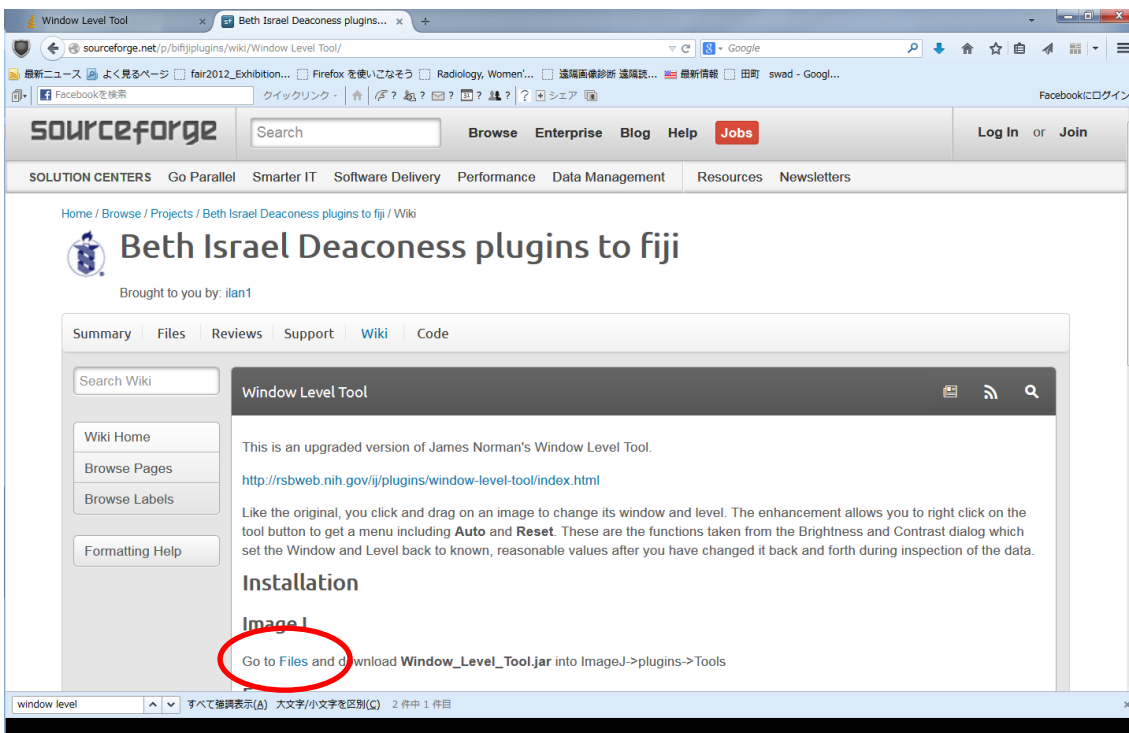 Window Level Tool
Beth Israel Deaconess plugins...
sourceforge.net/p/bifijiplugins/wiki/Window Level Tool/
Google
最新ニュース よく見るページ fair2012_Exhibition... Firefox を使いこなそう Radiology, Women'... 遠隔画像診断 遠隔読... 最新情報 田町 swad - Googl...
Facebookを検索 クイックリンク ? ? ? ? ? ? シェア Facebookにログイン
sourceforge Search Browse Enterprise Blog Help Jobs Log In or Join
SOLUTION CENTERS Go Parallel Smarter IT Software Delivery Performance Data Management Resources Newsletters
Home / Browse / Projects / Beth Israel Deaconess plugins to fiji / Wiki
Beth Israel Deaconess plugins to fiji
Brought to you by: ilan1
Summary Files Reviews Support Wiki Code
Search Wiki
Wiki Home
Browse Pages
Browse Labels
Formatting Help
Window Level Tool
This is an upgraded version of James Norman's Window Level Tool.
http://rsbweb.nih.gov/ij/plugins/window-level-tool/index.html
Like the original, you click and drag on an image to change its window and level. The enhancement allows you to right click on the
tool button to get a menu including Auto and Reset. These are the functions taken from the Brightness and Contrast dialog which
set the Window and Level back to known, reasonable values after you have changed it back and forth during inspection of the data.
Installation
ImageJ
Go to Files and download Window_Level_Tool.jar into ImageJ->plugins->Tools
window level すべて強調表示(A) 大文字/小文字を区別(C) 2 件中 1 件目